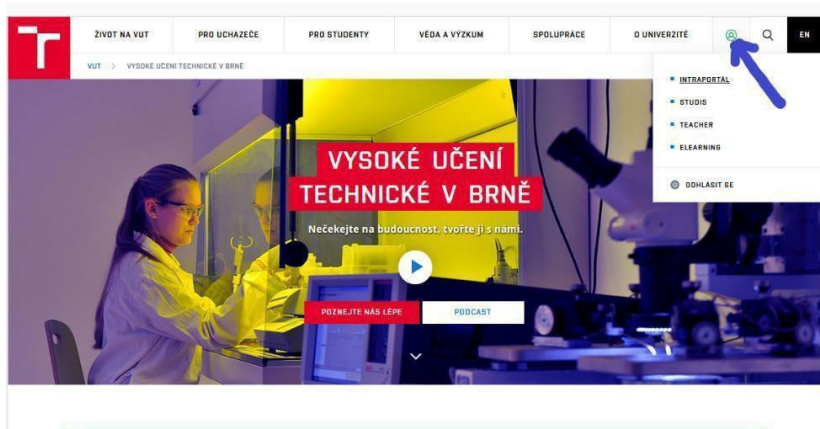 ŽIVOT NA VUT
PRO UCHAZEČE
PRO STUDENTY
VĚDA A VÝZKUM
SPOLUPRÁCE
O UNIVERZITĚ
EN
VUT > VYSOKÉ UČENÍ TECHNICKÉ V BRNĚ
INTRAPORTÁL
STUDIS
TEACHER
ELEARNING
ODHLÁSIT SE
VYSOKÉ UČENÍ
TECHNICKÉ V BRNĚ
Nečekejte na budoucnost, tvořte ji s námi.
POZNEJTE NÁS LÉPE
PODCAST